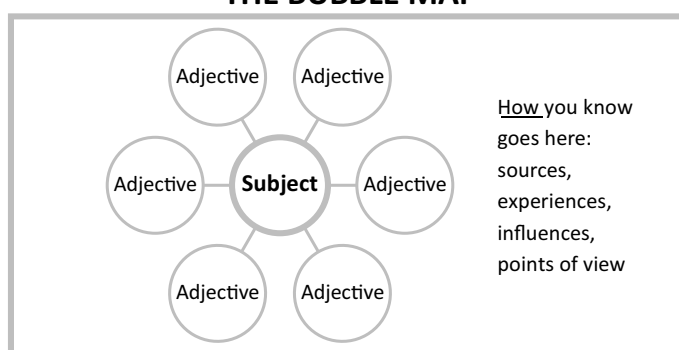 THE BUBBLE MAP
Adjective
Adjective
Adjective
Subject
Adjective
Adjective
Adjective
How you know
goes here:
sources,
experiences,
influences,
points of view